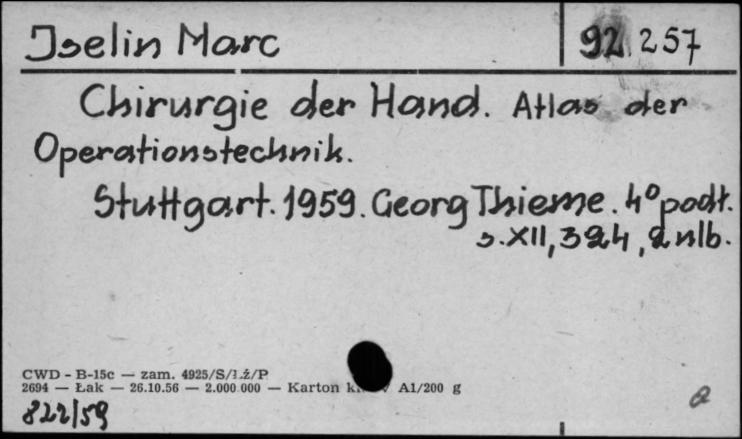 Iselin Marc 92.257
Chirurgie der Hand. Atlas der
Operationstechnik.
Stuttgart. 1959. Georg Thieme. 4° podł.
s. XII, 324, 2 nlb.
CWD - B-15c — zam. 4925/S/ .ż/P
2694 — Łak — 26.10.56 — 2.000.000 — Karton A1/200 g
822/59